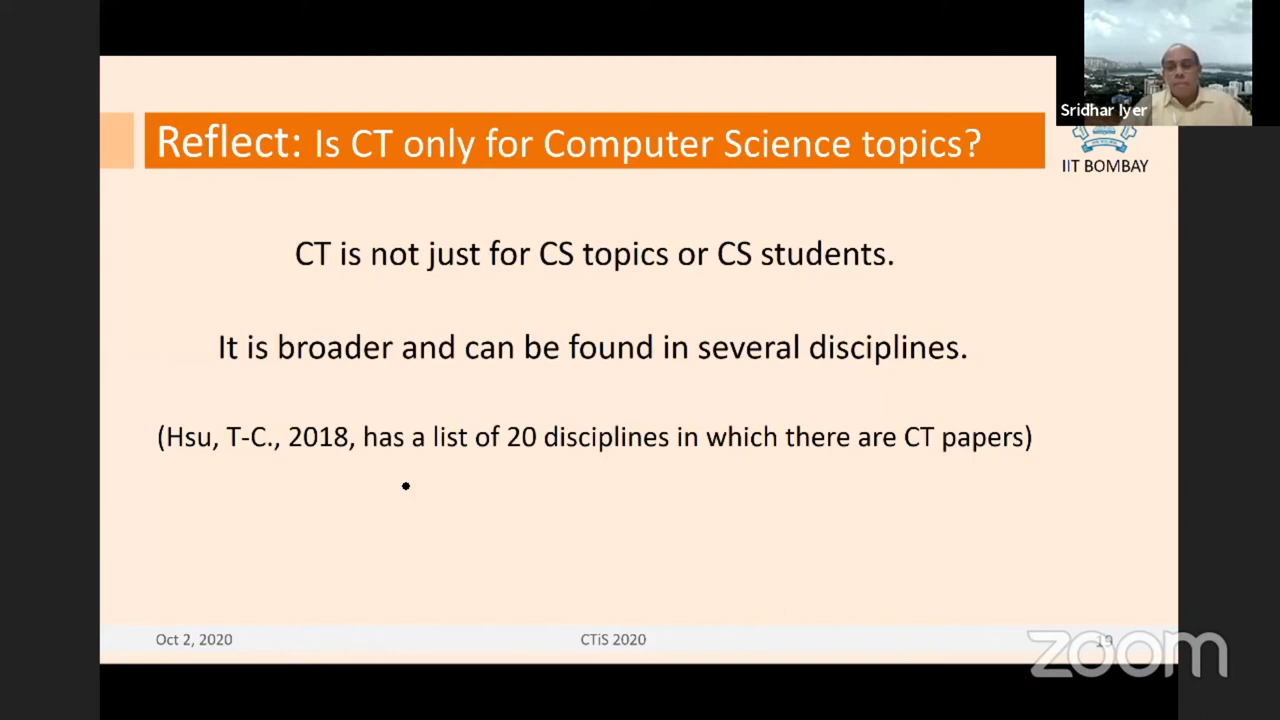 Sridhar Iyer
Reflect: Is CT only for Computer Science topics?
IIT BOMBAY
CT is not just for CS topics or CS students.
It is broader and can be found in several disciplines.
(Hsu, T-C., 2018, has a list of 20 disciplines in which there are CT papers)
Oct 2, 2020
CTiS 2020
19
zoom